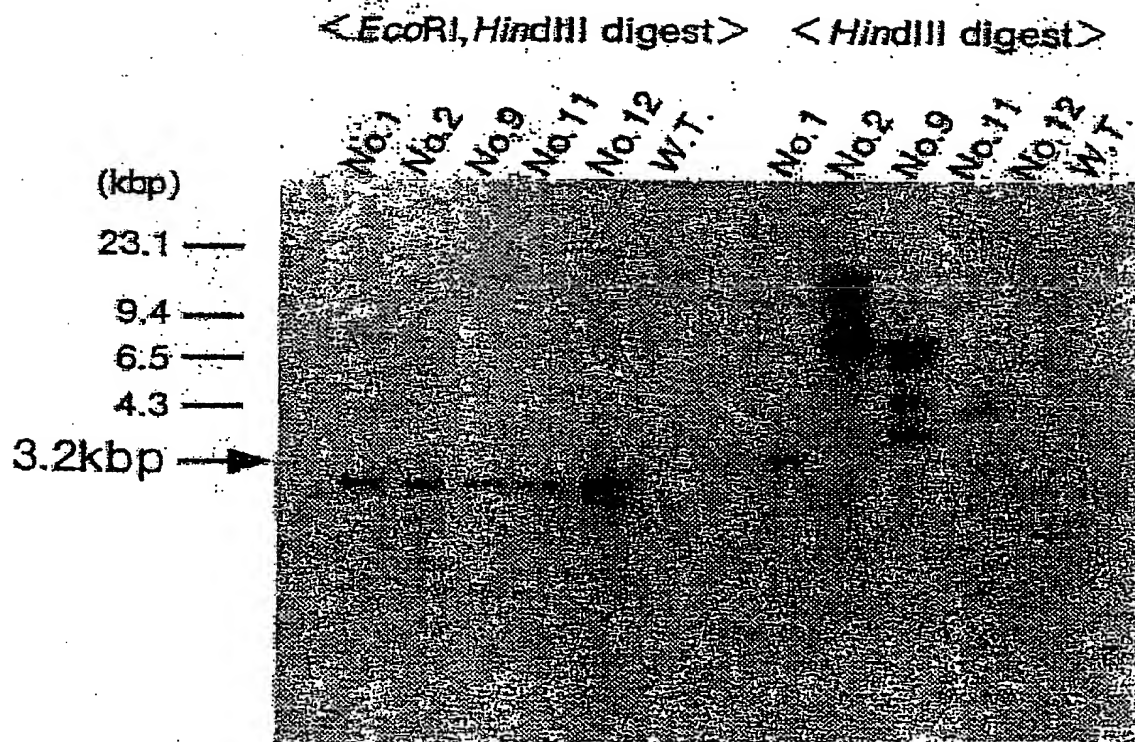 <EcoRI, HindIII digest> <HindIII digest>
No.1 No.2 No.9 No.11 No.12 W.T. No.1 No.2 No.9 No.11 No.12 W.T.
(kbp)
23.1
9.4
6.5
4.3
3.2kbp